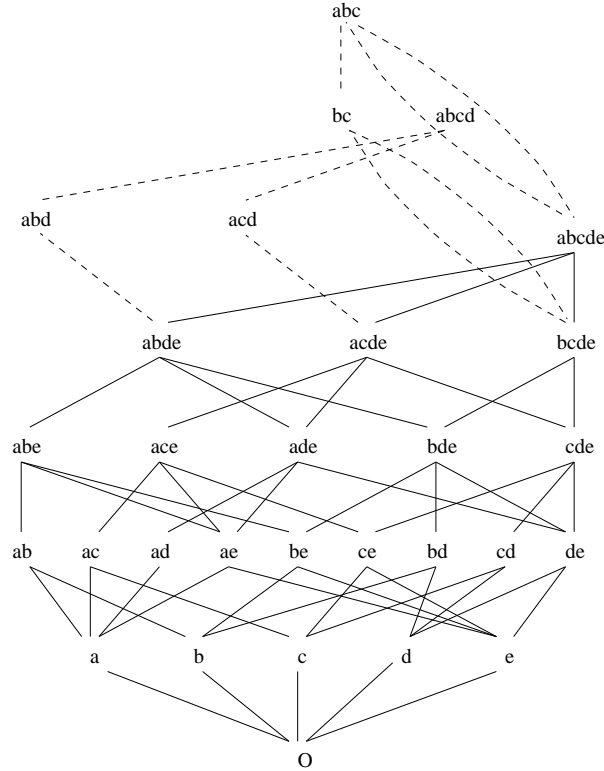 abc
bc abcd
abd acd
abcde
abde acde bcde
abe ace ade bde cde
ab ac ad ae be ce bd cd de
a b c d e
O